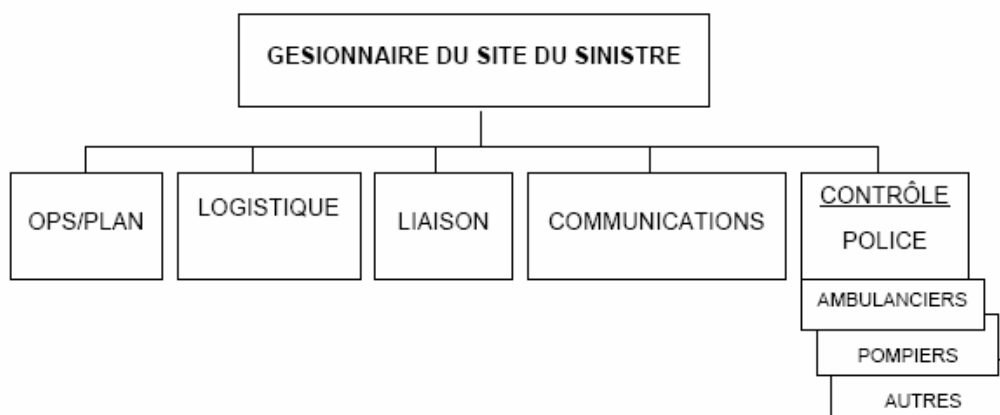 GESIONNAIRE DU SITE DU SINISTRE
OPS/PLAN
LOGISTIQUE
LIAISON
COMMUNICATIONS
CONTRÔLE
POLICE
AMBULANCIERS
POMPIERS
AUTRES